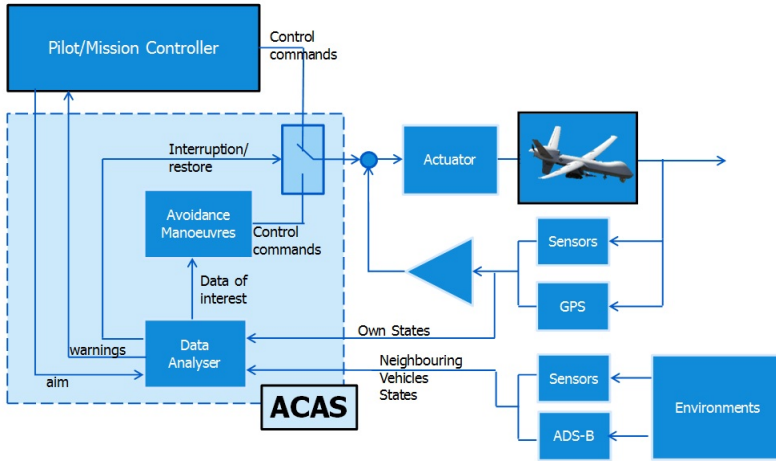 Pilot/Mission Controller
Control
commands
Interruption/
restore
Actuator
Avoidance
Manoeuvres
Control
commands
Sensors
Data of
interest
GPS
Own States
Data
Analyser
warnings
aim
Neighbouring
Vehicles
States
Sensors
Environments
ADS-B
ACAS